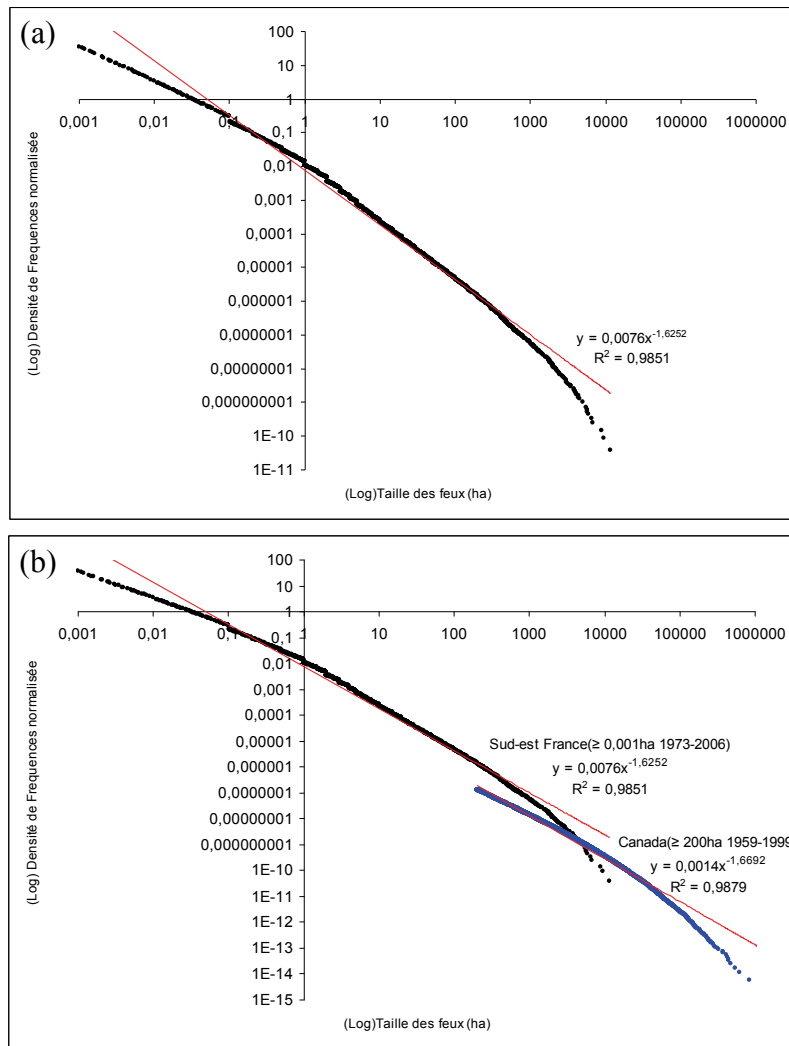 (a)
(Log) Densité de Frequences normalisée
100
10
1
0,001 0,01 0,1 1 10 100 1000 10000 100000 1000000
0,1
0,01
0,001
0,0001
0,00001
0,000001
0,0000001
0,00000001
0,000000001
1E-10
1E-11
y = 0,0076x-1,6252
R2 = 0,9851
(Log)Taille des feux (ha)
(b)
(Log) Densité de Frequences normalisée
100
10
1
0,001 0,01 0,1 1 10 100 1000 10000 100000 1000000
0,1
0,01
0,001
0,0001
0,00001
0,000001
0,0000001
0,00000001
0,000000001
1E-10
1E-11
1E-12
1E-13
1E-14
1E-15
Sud-est France(≥ 0,001ha 1973-2006)
y = 0,0076x-1,6252
R2 = 0,9851
Canada(≥ 200ha 1959-1999
y = 0,0014x-1,6692
R2 = 0,9879
(Log)Taille des feux (ha)